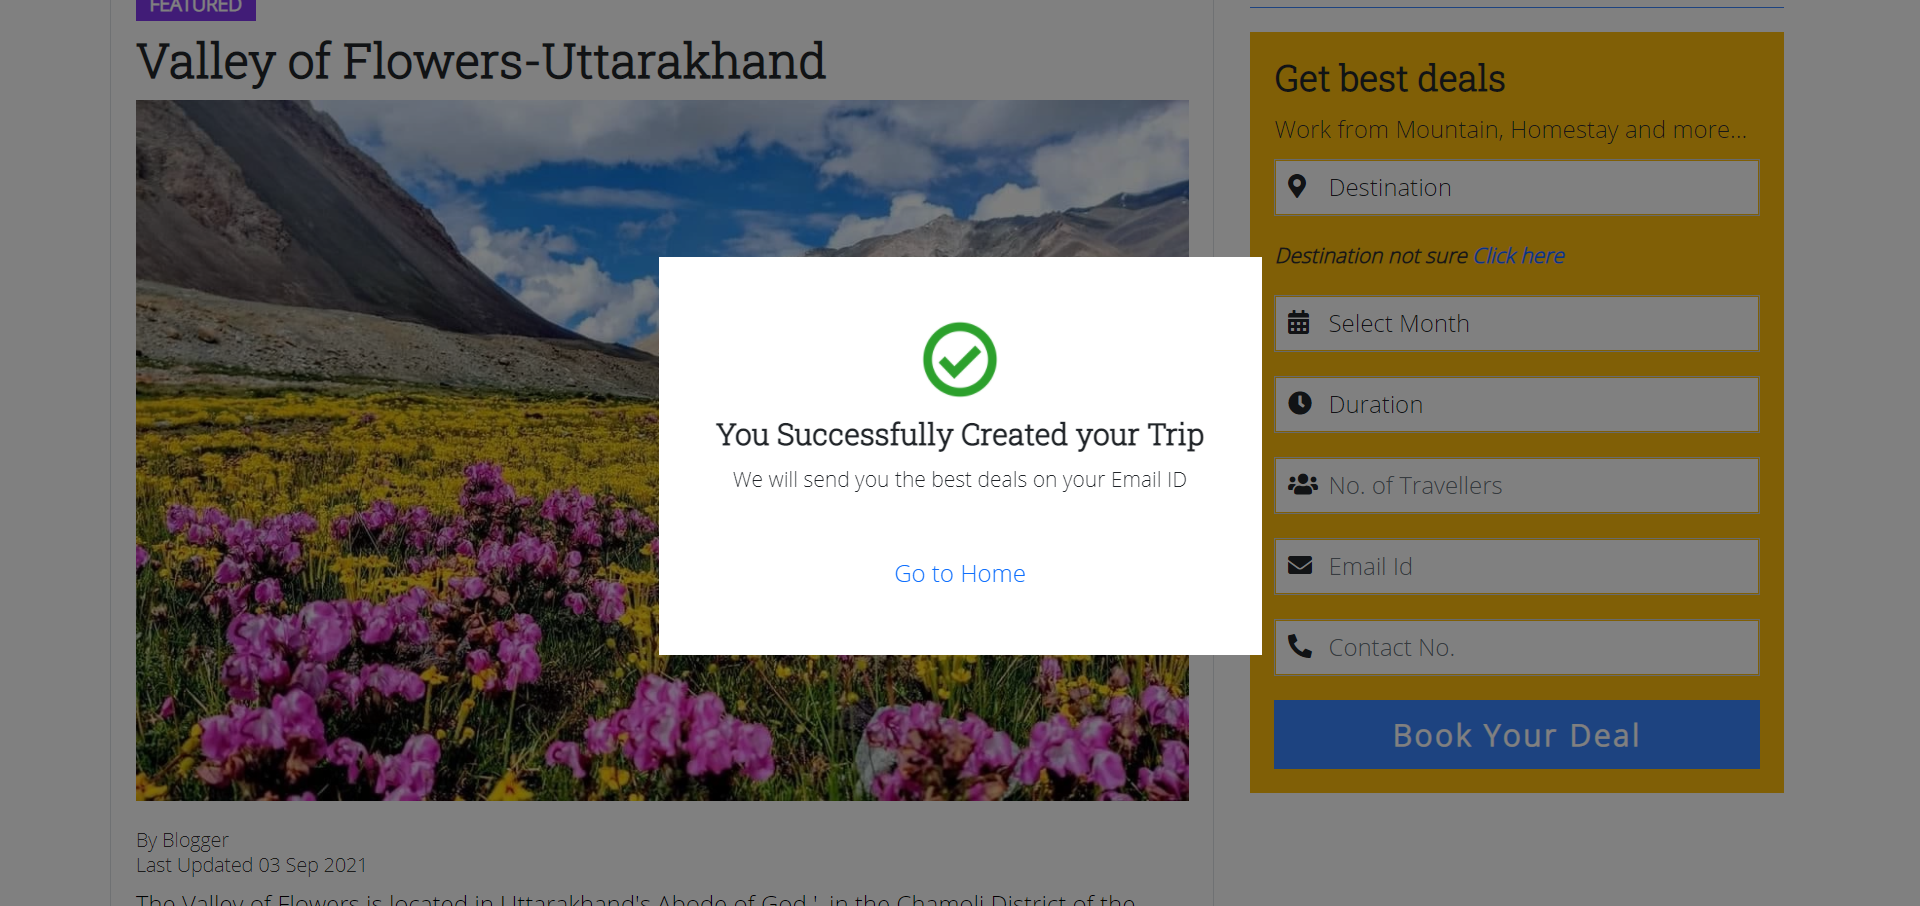 FEATURED
Valley of Flowers-Uttarakhand
By Blogger
Last Updated 03 Sep 2021
The Valley of Flowers is located in Uttarakhand's Abode of God,', in the Chamoli District of the
You Successfully Created your Trip
We will send you the best deals on your Email ID
Go to Home
Get best deals
Work from Mountain, Homestay and more...
Destination
Destination not sure Click here
Select Month
Duration
No. of Travellers
Email Id
Contact No.
Book Your Deal